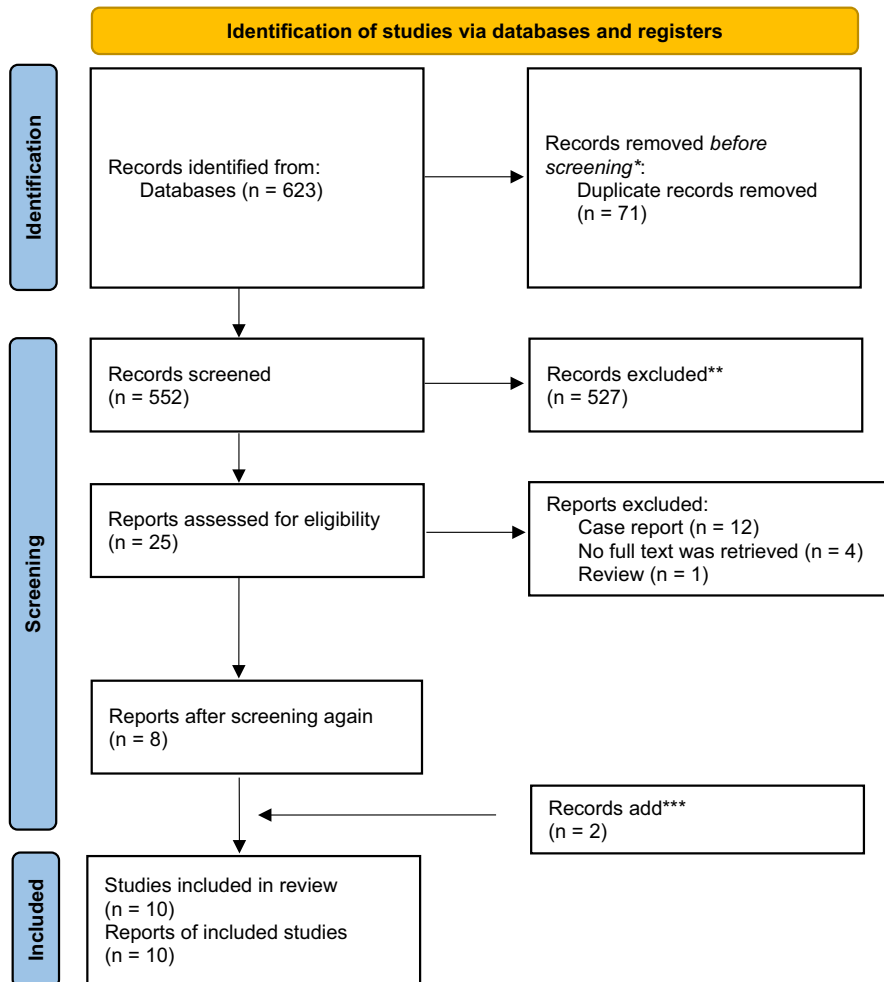 Identification of studies via databases and registers
Identification
Records identified from:
Databases (n = 623)
Records removed before
screening*:
Duplicate records removed
(n = 71)
Screening
Records screened
(n = 552)
Records excluded**
(n = 527)
Reports assessed for eligibility
(n = 25)
Reports excluded:
Case report (n = 12)
No full text was retrieved (n = 4)
Review (n = 1)
Reports after screening again
(n = 8)
Records add***
(n = 2)
Included
Studies included in review
(n = 10)
Reports of included studies
(n = 10)